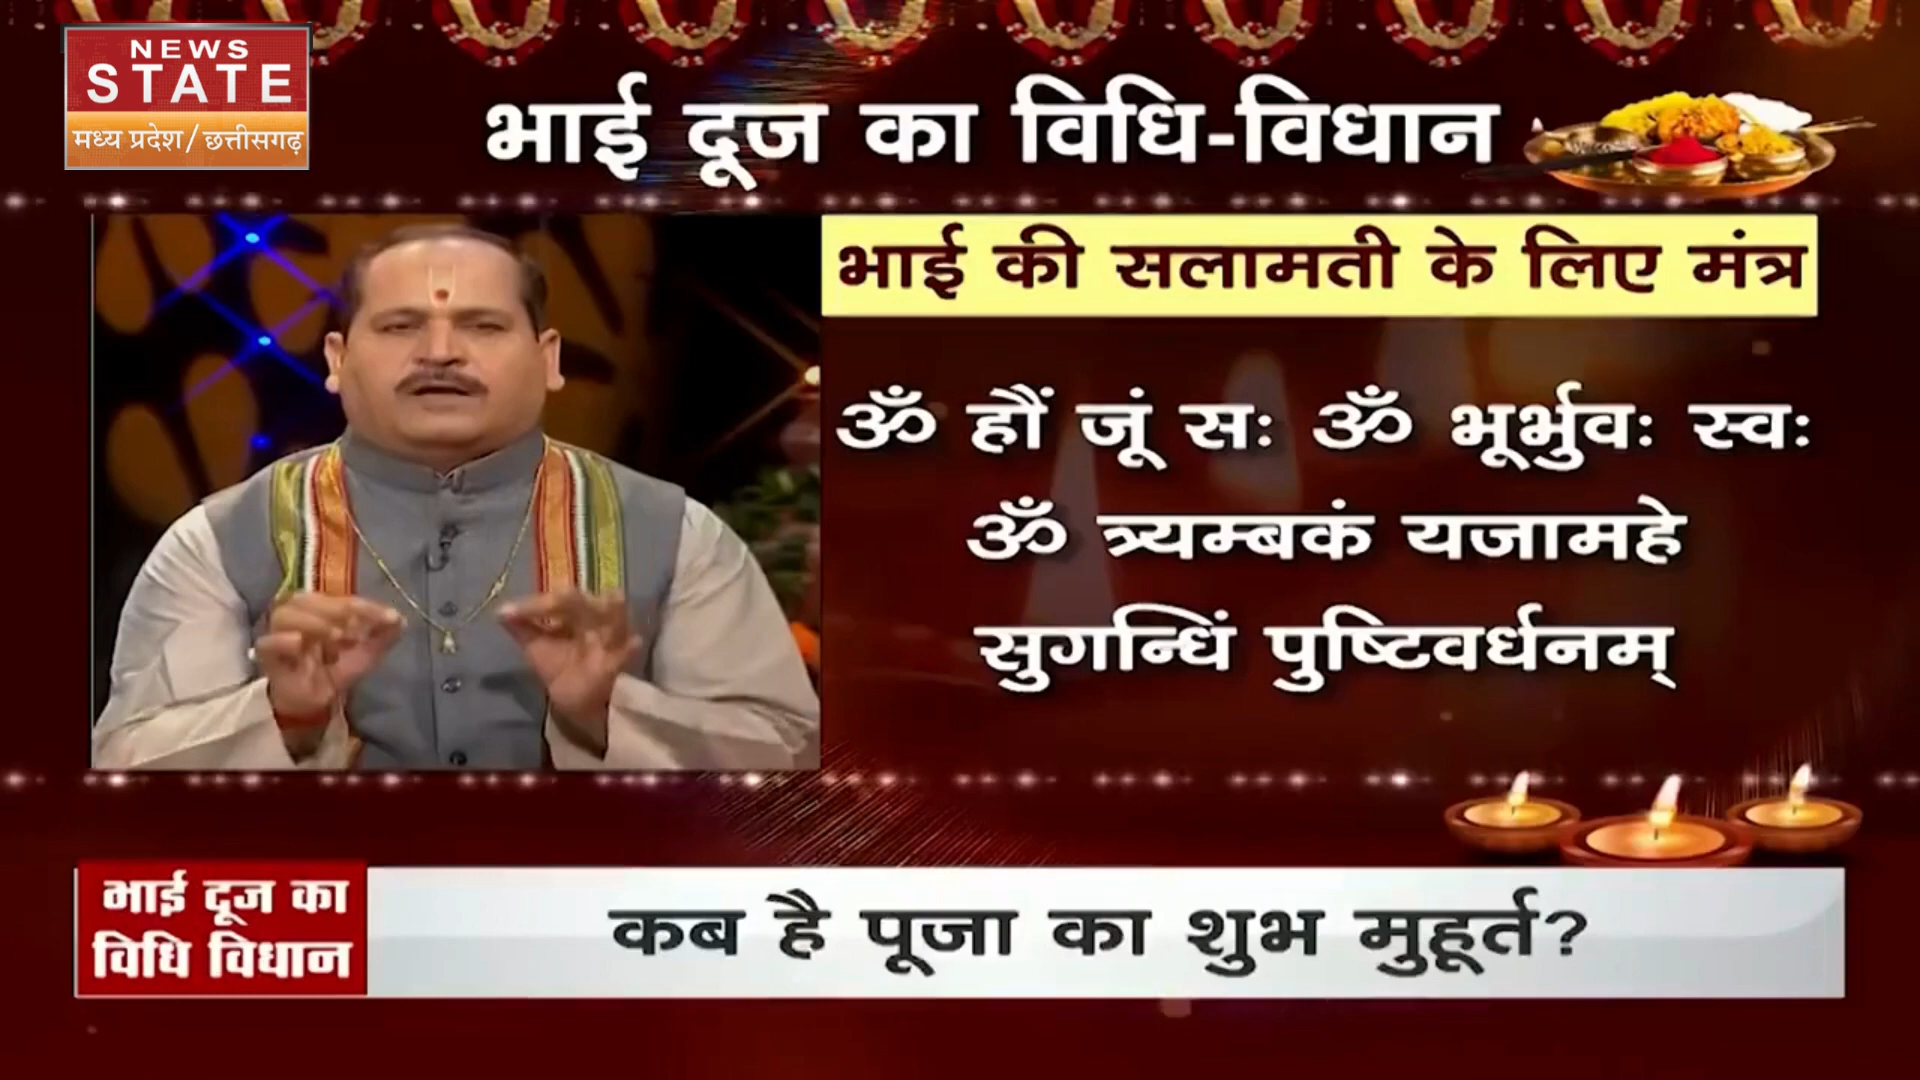 NEWS
STATE
मध्य प्रदेश/छत्तीसगढ़
भाई दूज का विधि-विधान
भाई की सलामती के लिए मंत्र
ॐ हौं जूं सः ॐ भूर्भुवः स्वः
ॐ त्र्यम्बकं यजामहे
सुगन्धिं पुष्टिवर्धनम्
भाई दूज का
विधि विधान
कब है पूजा का शुभ मुहूर्त?